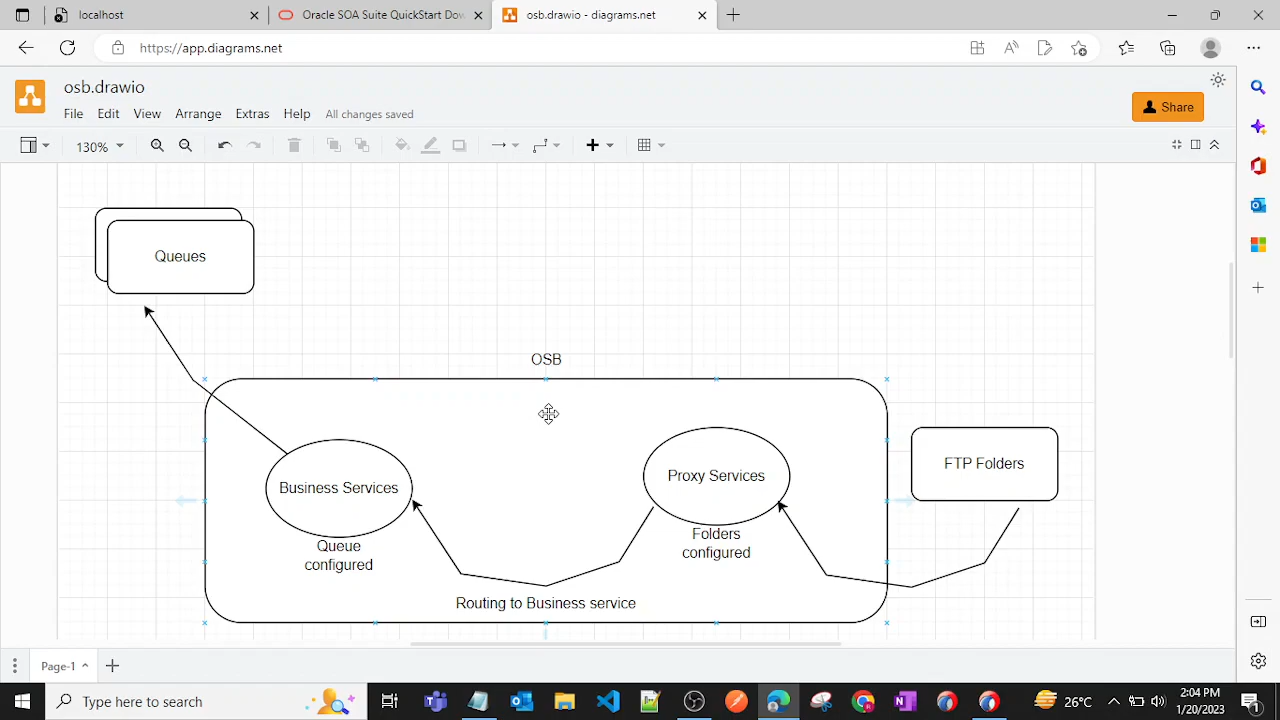 localhost
Oracle SOA Suite QuickStart Dow
osb.drawio - diagrams.net
https://app.diagrams.net
osb.drawio
File Edit View Arrange Extras Help All changes saved
Share
130%
Queues
OSB
Business Services
Queue
configured
Proxy Services
Folders
configured
FTP Folders
Routing to Business service
Page-1
Type here to search
26°C
2:04 PM
1/20/2023
1